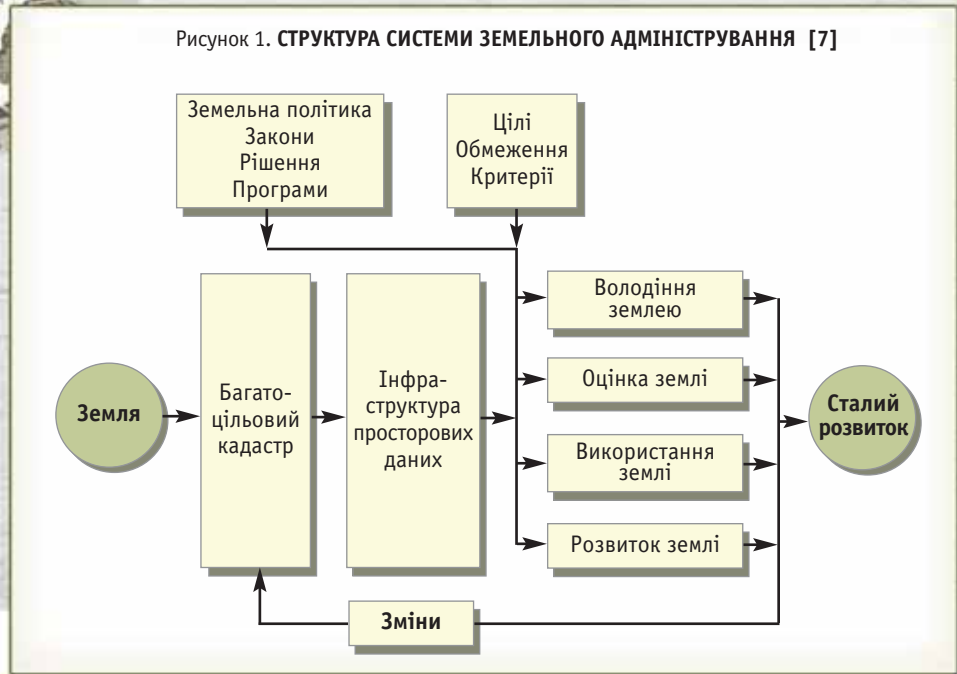 Рисунок 1. СТРУКТУРА СИСТЕМИ ЗЕМЕЛЬНОГО АДМІНІСТРУВАННЯ [7]
Земельна політика
Закони
Рішення
Програми
Цілі
Обмеження
Критерії
Земля
Багато-
цільовий
кадастр
Інфра-
структура
просторових
даних
Володіння
землею
Оцінка землі
Використання
землі
Розвиток землі
Сталий
розвиток
Зміни